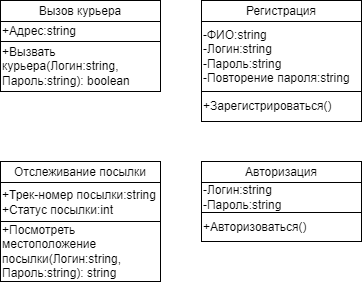 Вызов курьера
+Адрес:string
+Вызвать
курьера(Логин:string,
Пароль:string): boolean
Регистрация
-ФИО:string
-Логин:string
-Пароль:string
-Повторение пароля:string
+Зарегистрироваться()
Отслеживание посылки
+Трек-номер посылки:string
+Статус посылки:int
+Посмотреть
местоположение
посылки(Логин:string,
Пароль:string): string
Авторизация
-Логин:string
-Пароль:string
+Авторизоваться()